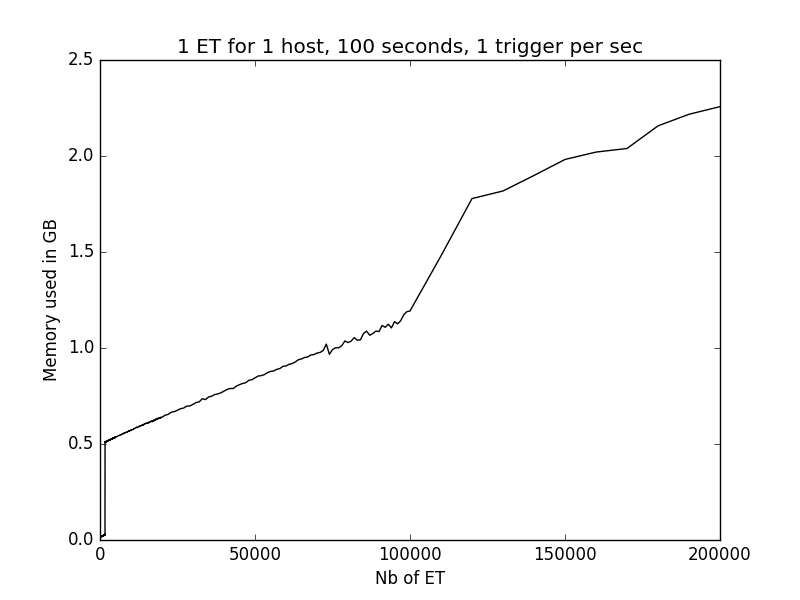 1 ET for 1 host, 100 seconds, 1 trigger per sec
2.5
2.0
1.5
1.0
0.5
0.0
Memory used in GB
0 50000 100000 150000 200000
Nb of ET